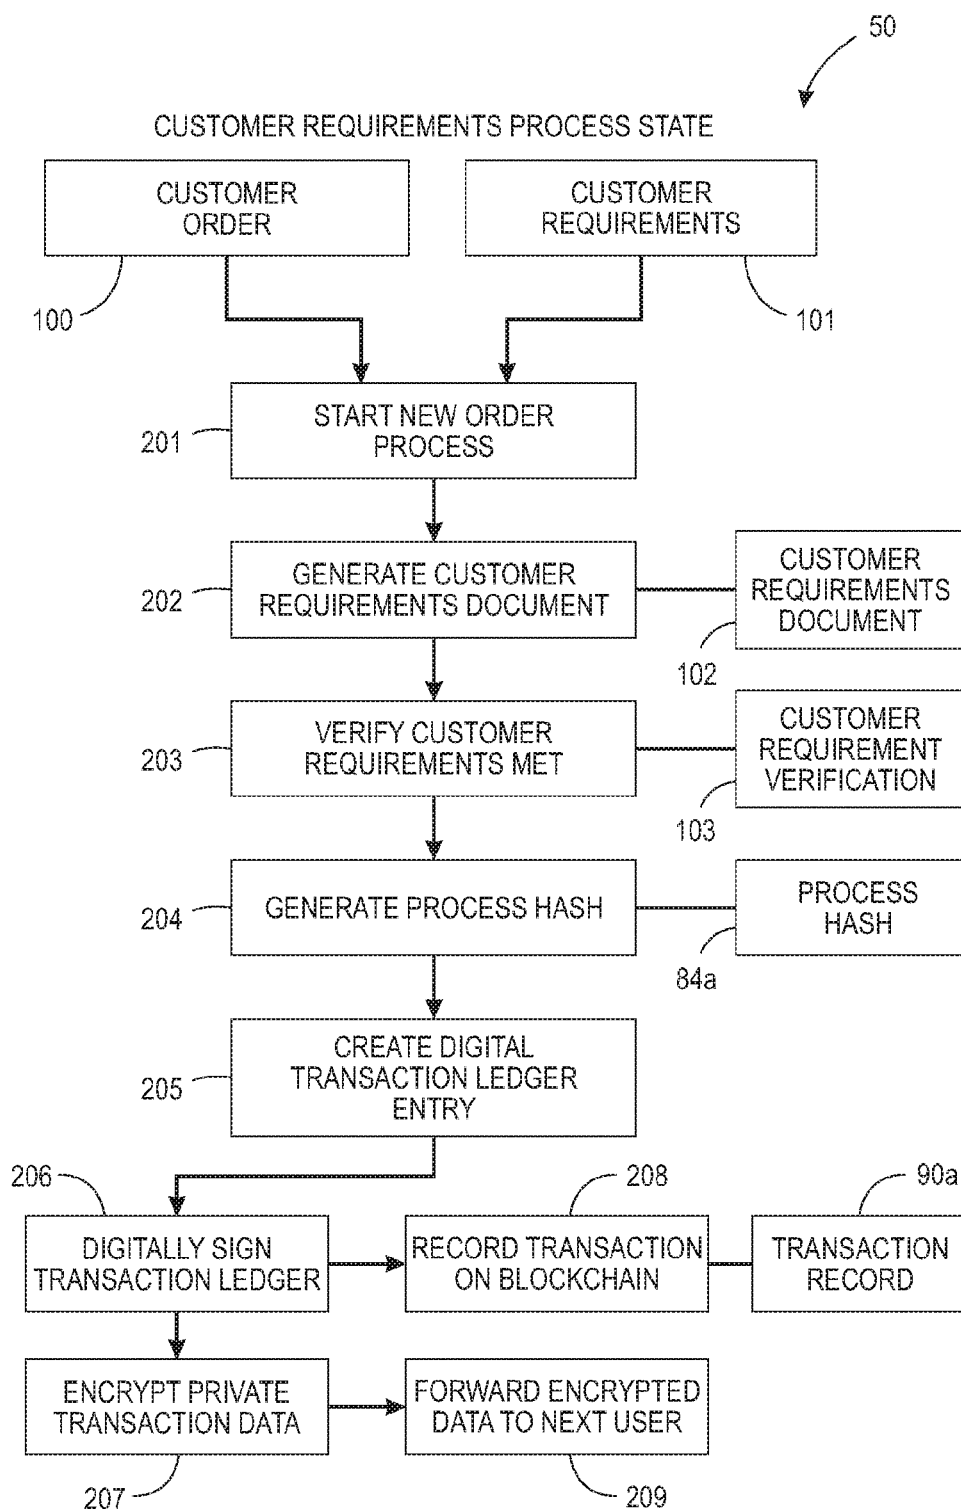 50
CUSTOMER REQUIREMENTS PROCESS STATE
CUSTOMER
ORDER
CUSTOMER
REQUIREMENTS
100
101
START NEW ORDER
PROCESS
201
GENERATE CUSTOMER
REQUIREMENTS DOCUMENT
202
CUSTOMER
REQUIREMENTS
DOCUMENT
102
VERIFY CUSTOMER
REQUIREMENTS MET
203
CUSTOMER
REQUIREMENT
VERIFICATION
103
GENERATE PROCESS HASH
204
PROCESS
HASH
84a
CREATE DIGITAL
TRANSACTION LEDGER
ENTRY
205
206
208
90a
DIGITALLY SIGN
TRANSACTION LEDGER
RECORD TRANSACTION
ON BLOCKCHAIN
TRANSACTION
RECORD
ENCRYPT PRIVATE
TRANSACTION DATA
FORWARD ENCRYPTED
DATA TO NEXT USER
207
209